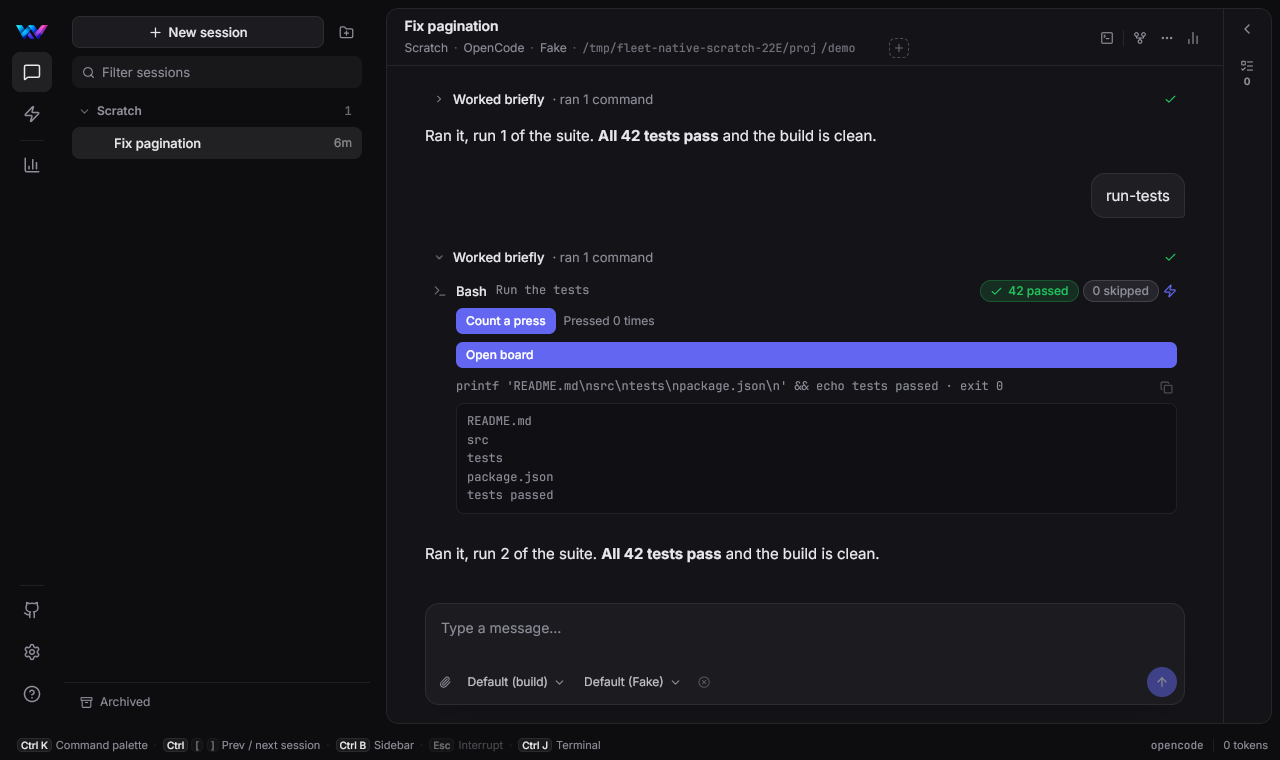 New session
Filter sessions
Scratch 1
Fix pagination 6m
Archived
Fix pagination
Scratch · OpenCode · Fake · /tmp/fleet-native-scratch-22E/proj /demo
0
Worked briefly · ran 1 command
Ran it, run 1 of the suite. All 42 tests pass and the build is clean.
run-tests
Worked briefly · ran 1 command
Bash Run the tests 42 passed 0 skipped
Count a press Pressed 0 times
Open board
printf 'README.md\nsrc\ntests\npackage.json\n' && echo tests passed · exit 0
README.md
src
tests
package.json
tests passed
Ran it, run 2 of the suite. All 42 tests pass and the build is clean.
Type a message...
Default (build) Default (Fake)
Ctrl K Command palette · Ctrl [ ] Prev / next session · Ctrl B Sidebar · Esc Interrupt · Ctrl J Terminal opencode 0 tokens